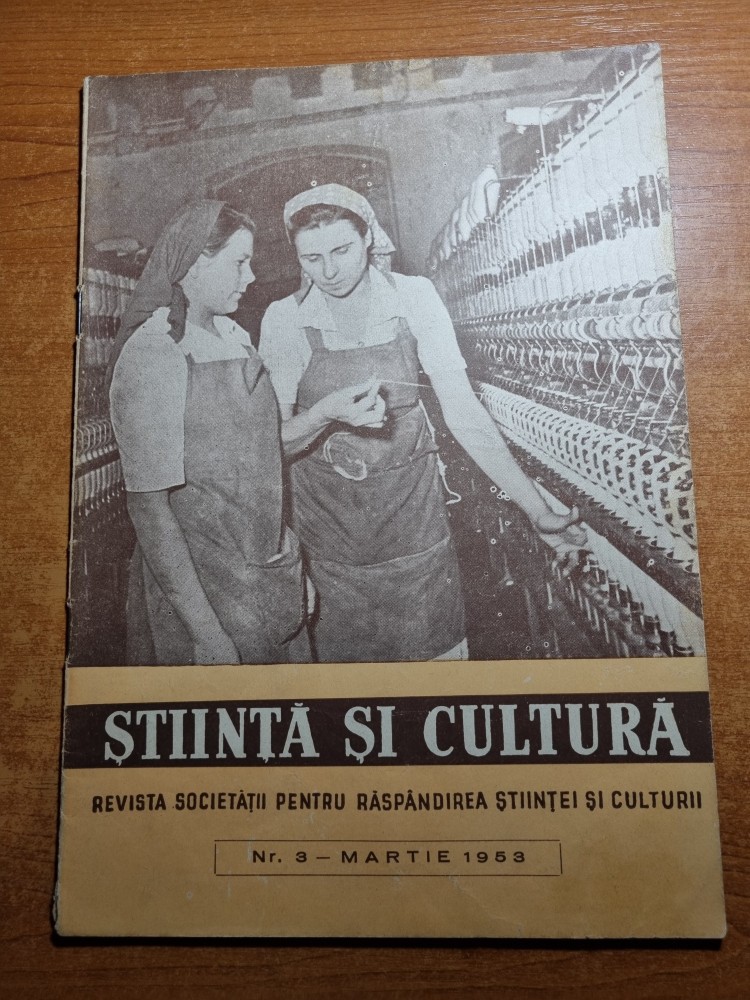 ȘTIINȚĂ ȘI CULTURĂ
REVISTA SOCIETĂȚII PENTRU RĂSPÂNDIREA ȘTIINȚEI ȘI CULTURII
Nr. 3 – MARTIE 1953